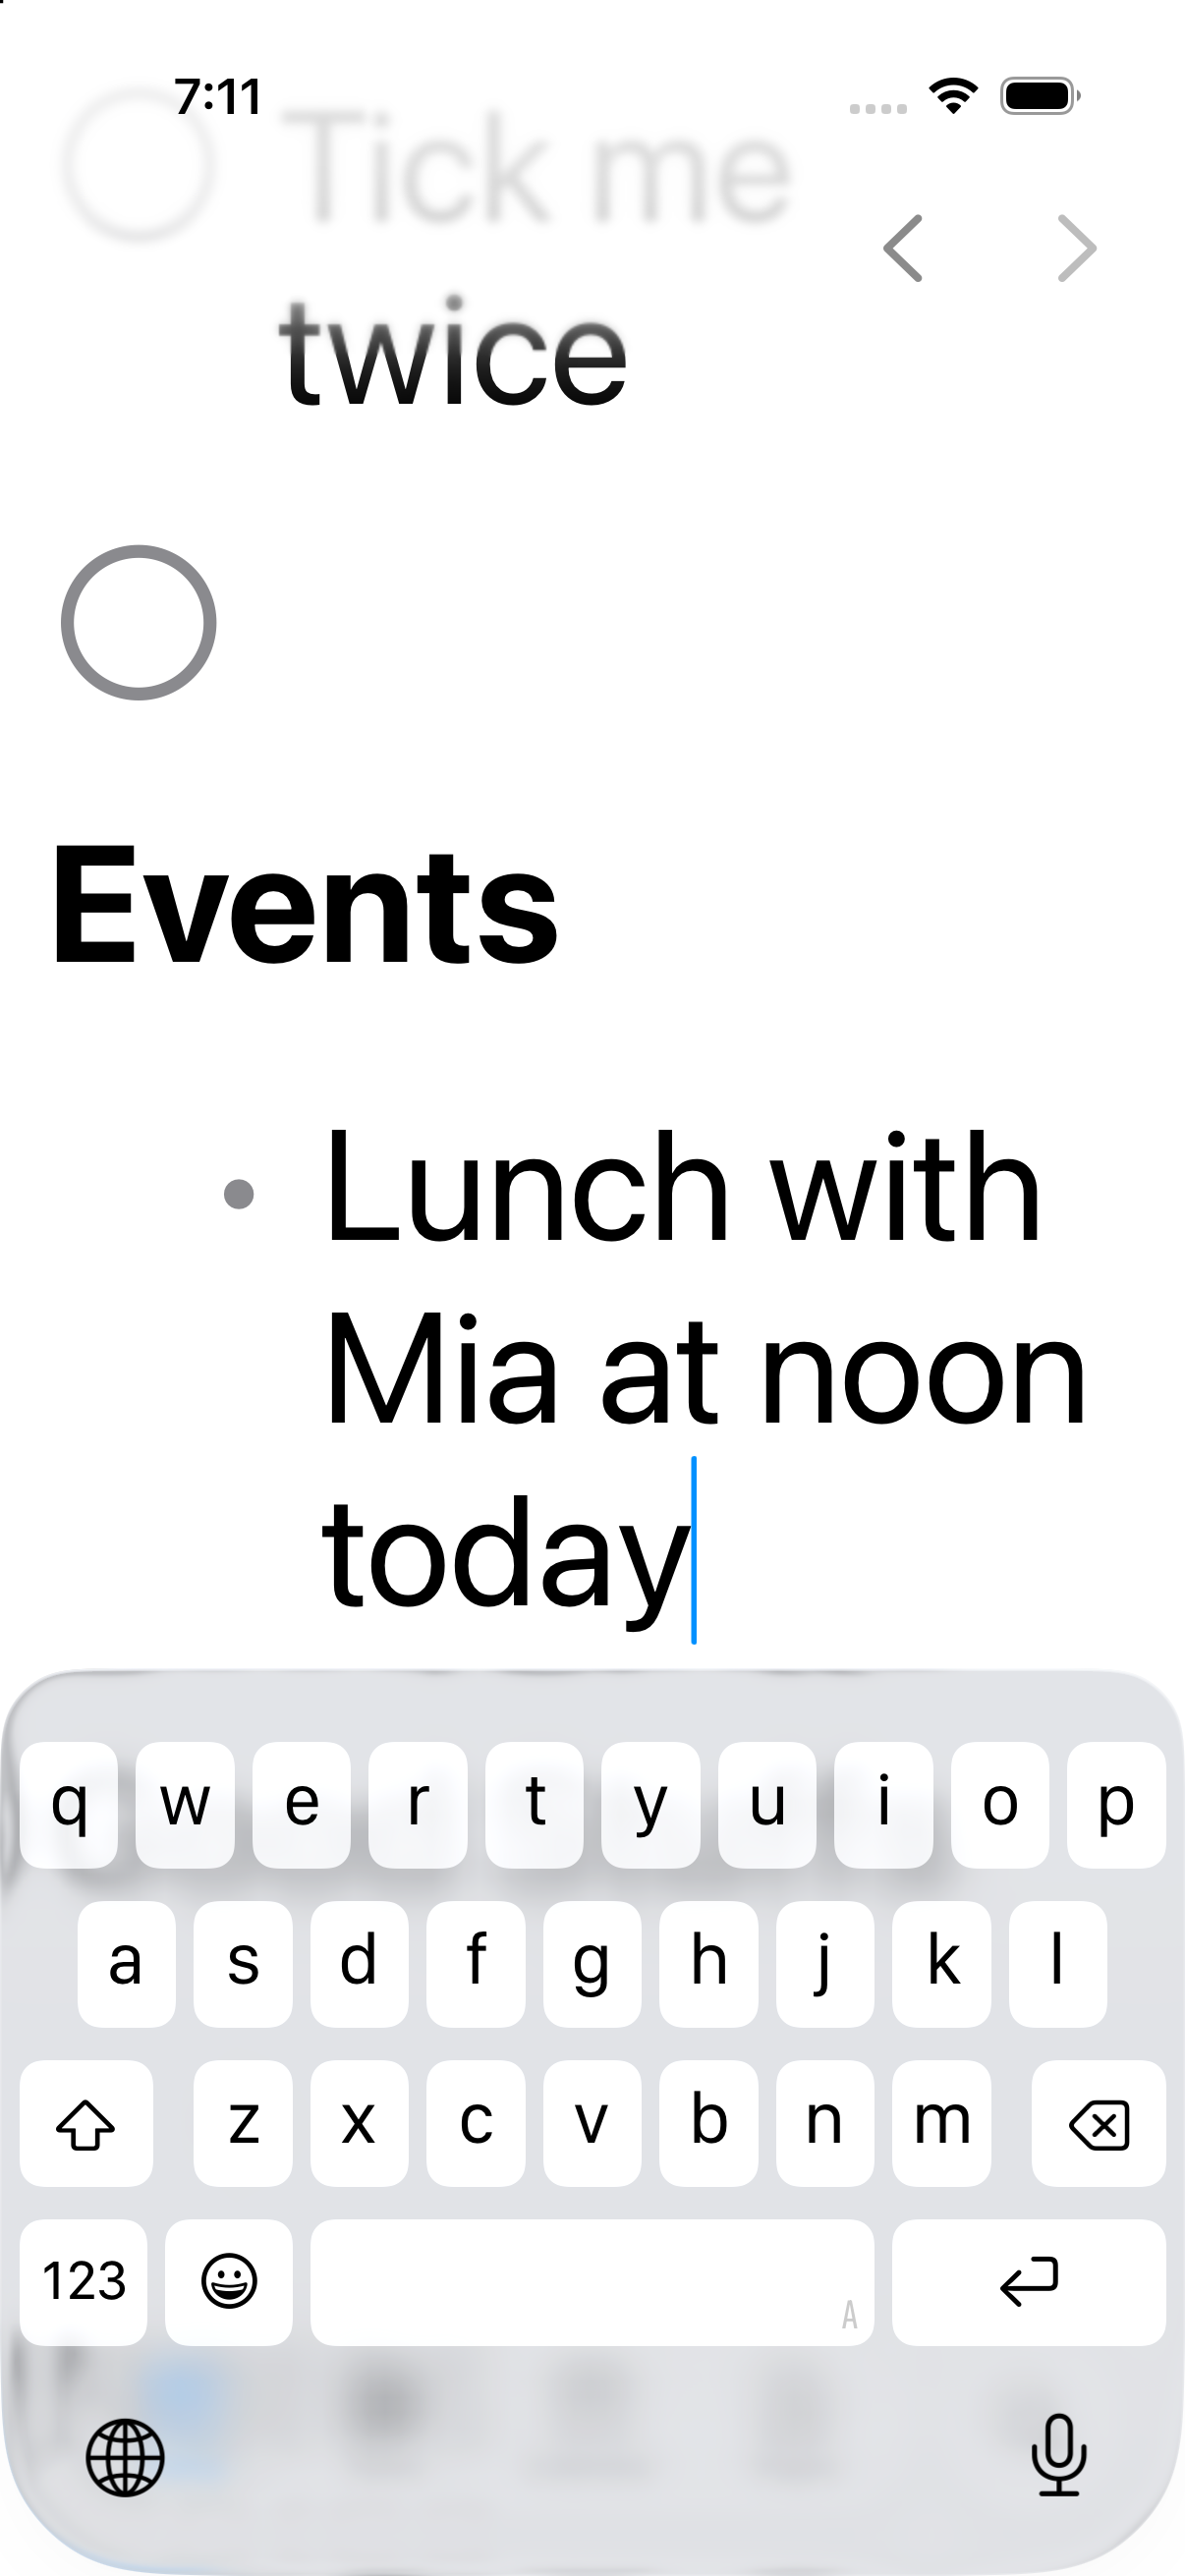 7:11
Tick me
twice
Events
• Lunch with
Mia at noon
today
q w e r t y u i o p
a s d f g h j k l
z x c v b n m
123
A